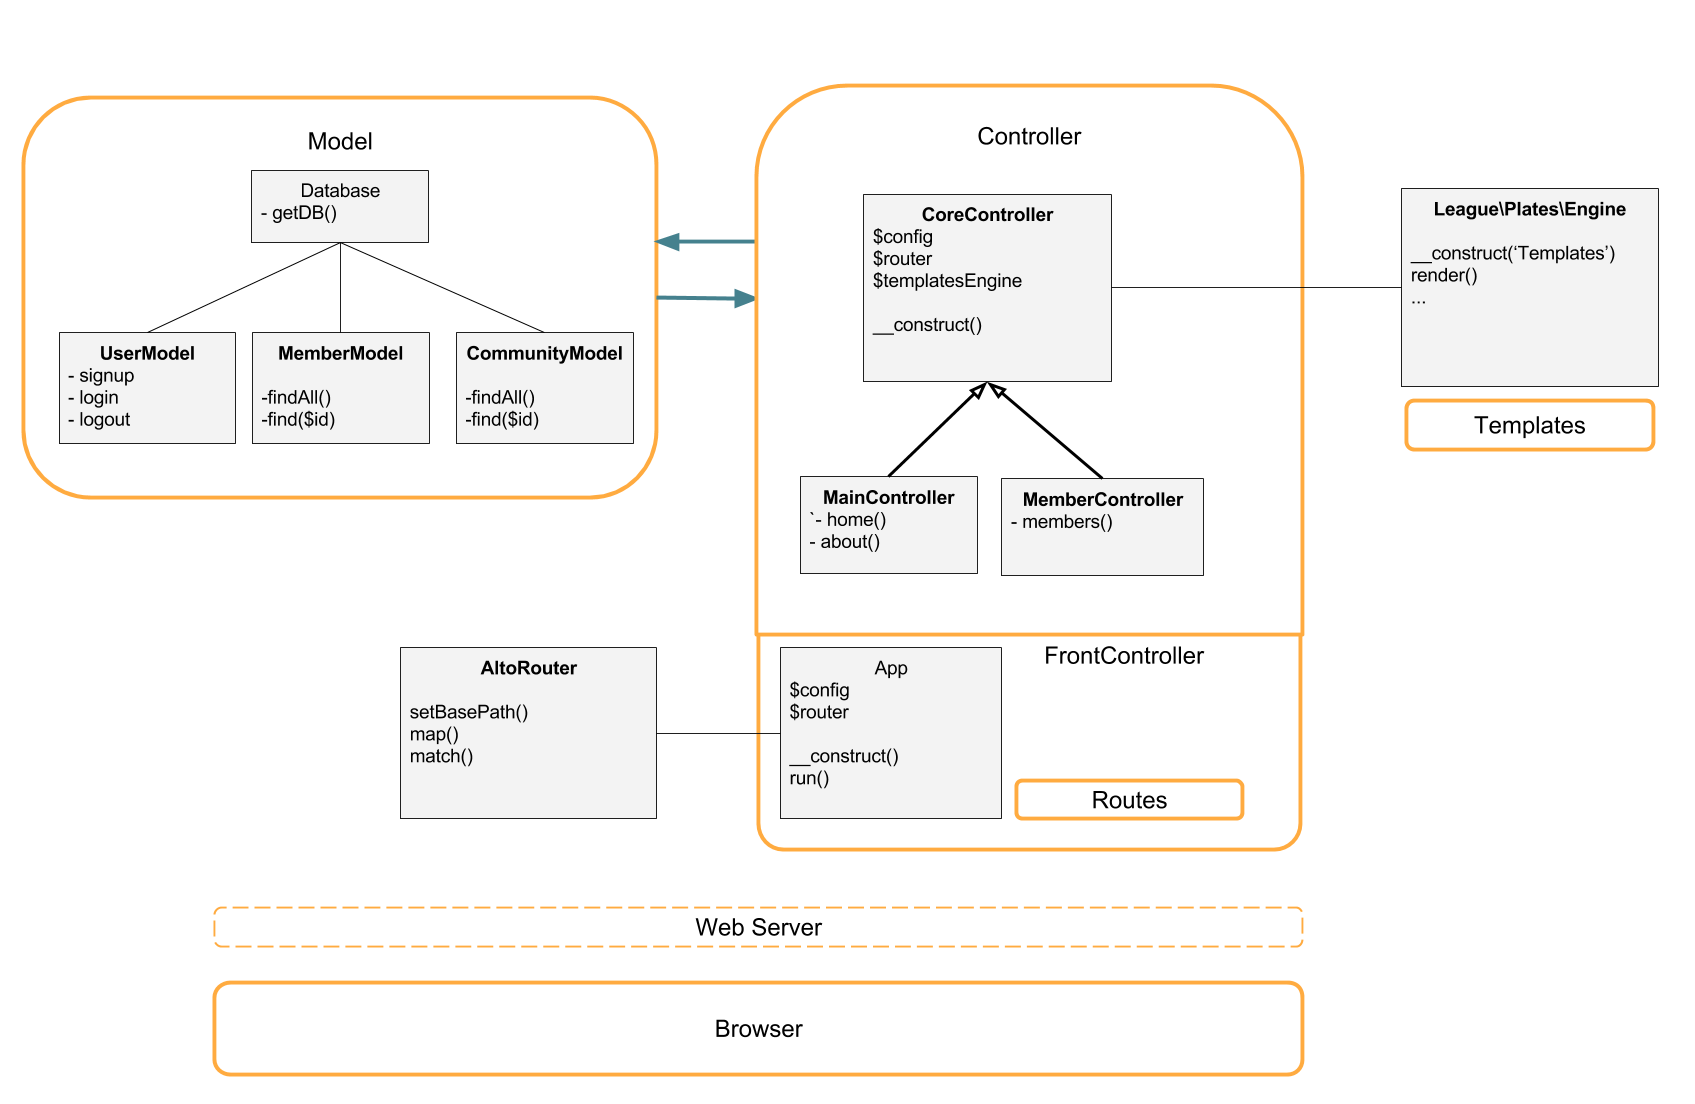 Model
Database
- getDB()
UserModel
- signup
- login
- logout
MemberModel
-findAll()
-find($id)
CommunityModel
-findAll()
-find($id)
Controller
CoreController
$config
$router
$templatesEngine
__construct()
MainController
`- home()
- about()
MemberController
- members()
League\Plates\Engine
__construct(‘Templates’)
render()
...
Templates
AltoRouter
setBasePath()
map()
match()
FrontController
App
$config
$router
__construct()
run()
Routes
Web Server
Browser